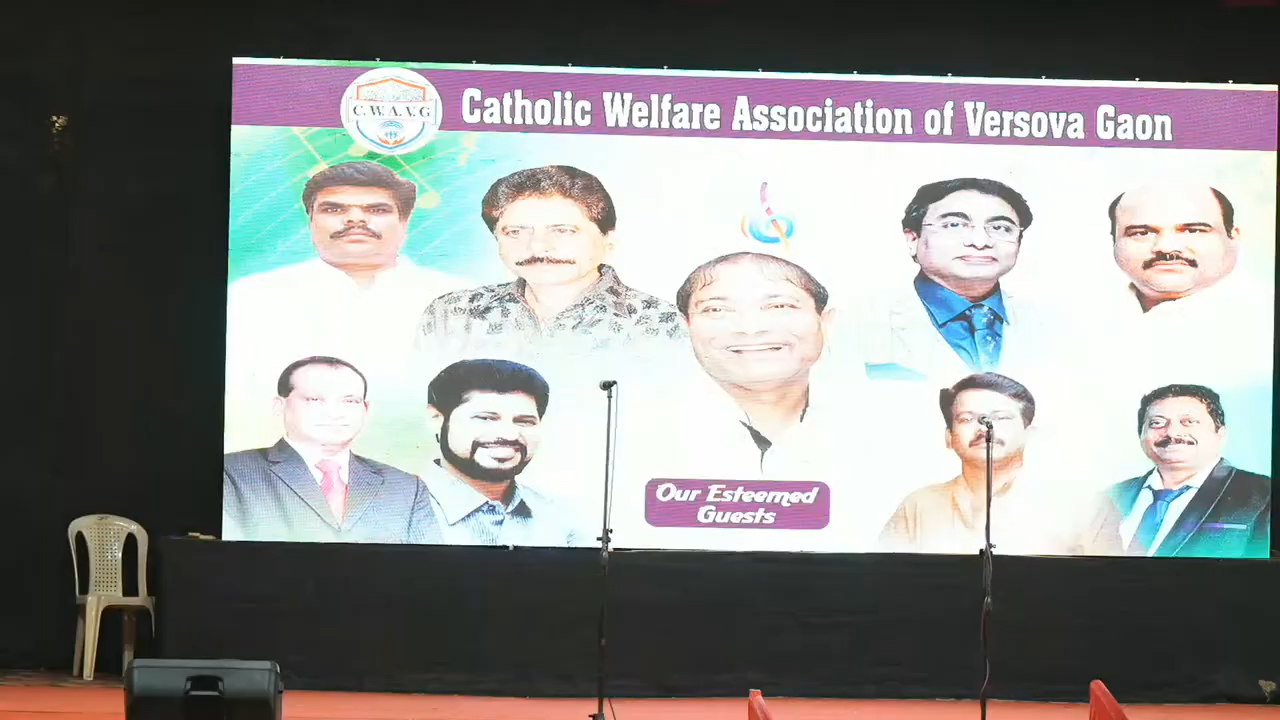 C.W.A.V.G
Catholic Welfare Association of Versova Gaon
Our Esteemed
Guests